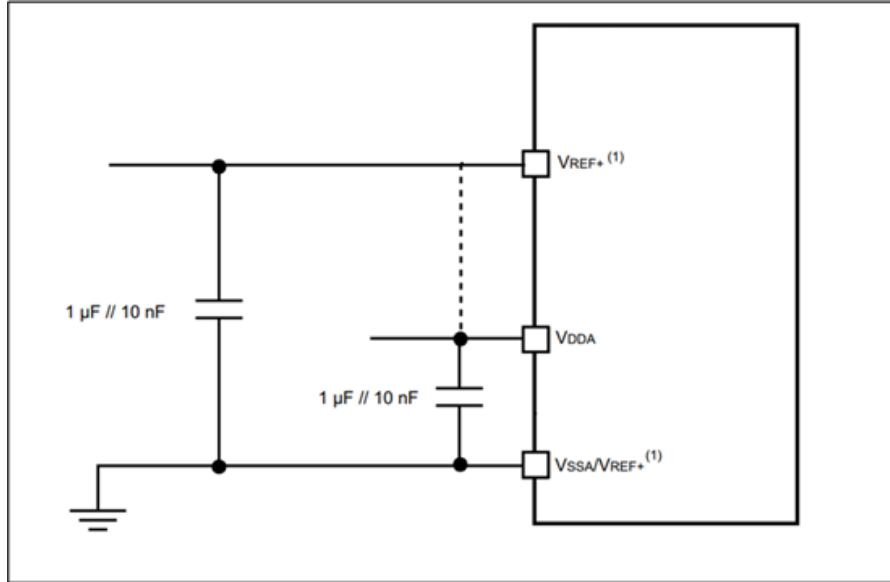 VREF+ (1)
1 µF // 10 nF
VDDA
1 µF // 10 nF
VSSA/VREF+ (1)